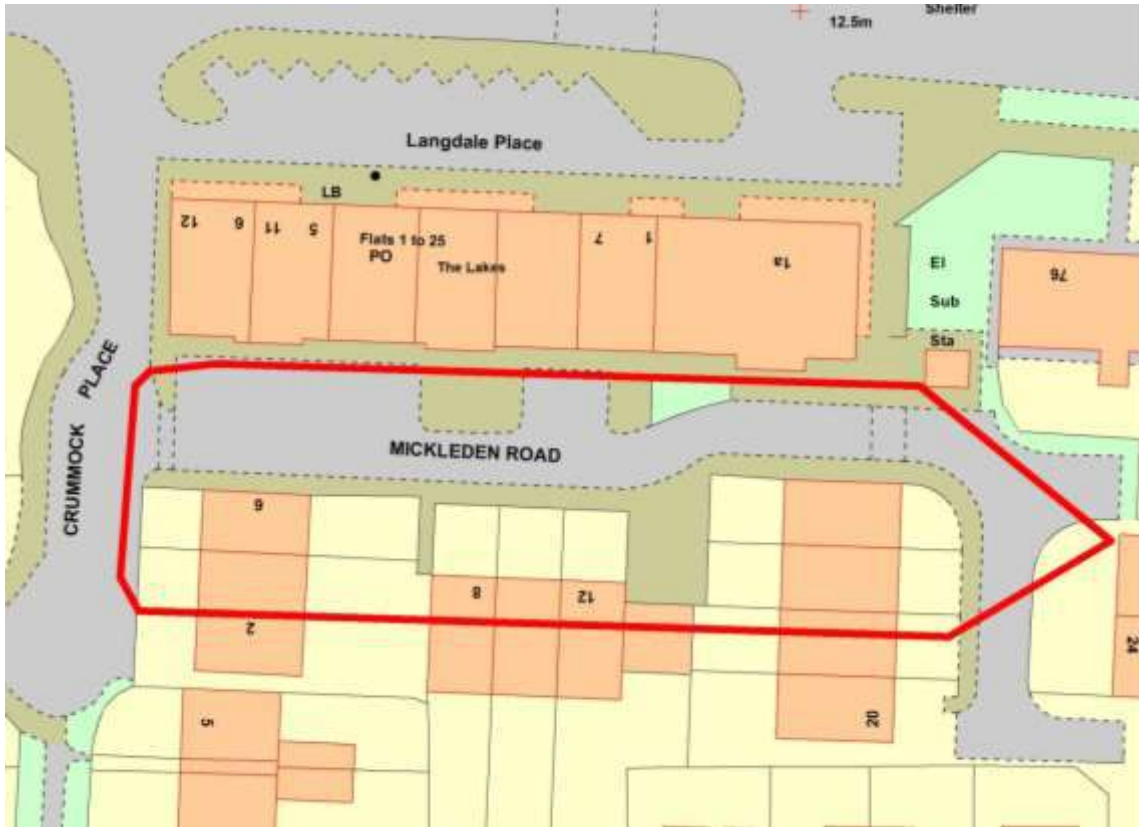 Shelter
12.5m
Langdale Place
LB
12
6
11
5
Flats 1 to 25
PO
The Lakes
7
1
1a
El
Sub
Sta
76
CRUMMOCK PLACE
MICKLEDEN ROAD
6
8
12
2
5
20
24